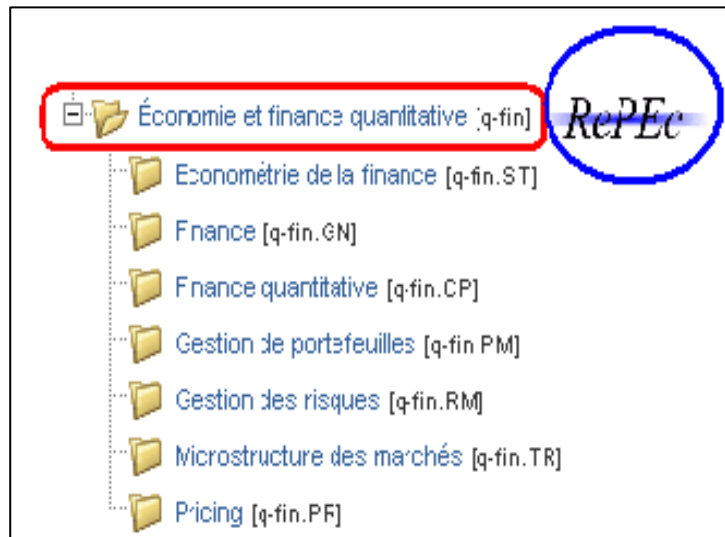 Économie et finance quantitative [q-fin] RePEc
Econométrie de la finance [q-fin.ST]
Finance [q-fin.GN]
Finance quantitative [q-fin.CP]
Gestion de portefeuilles [q-fin.PM]
Gestion des risques [q-fin.RM]
Microstructure des marchés [q-fin.TR]
Pricing [q-fin.PR]